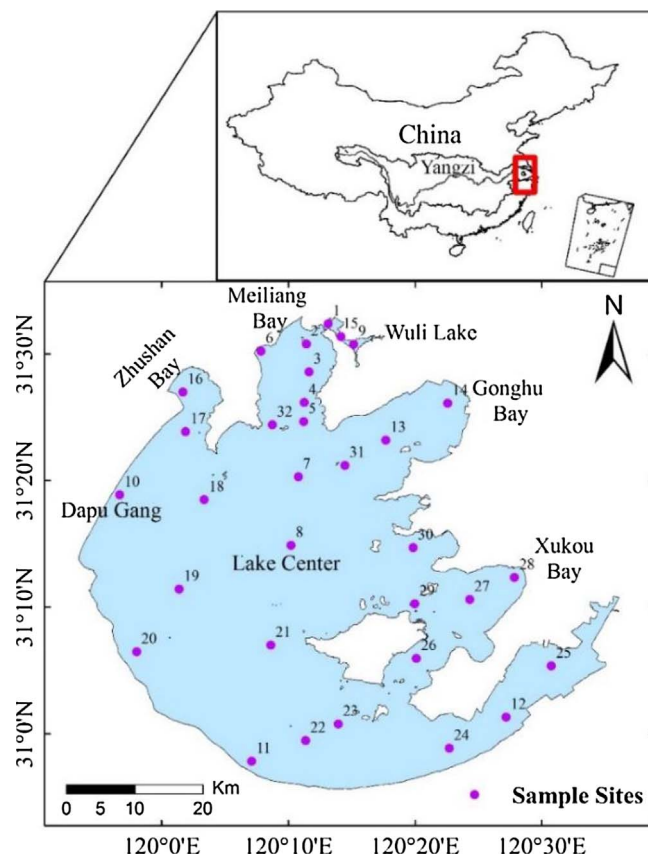 China
Yangzi
N
Meiliang
Bay
1
15
9
Wuli Lake
2
6
3
31°30'N
Zhushan
Bay
16
4
5
14
Gonghu
Bay
17
32
13
31
7
31°20'N
10
18
Dapu Gang
8
30
Lake Center
Xukou
Bay
28
19
29
27
31°10'N
20
21
26
25
12
23
22
31°0'N
11
24
Km
0 10 20
Sample Sites
120°0'E 120°10'E 120°20'E 120°30'E